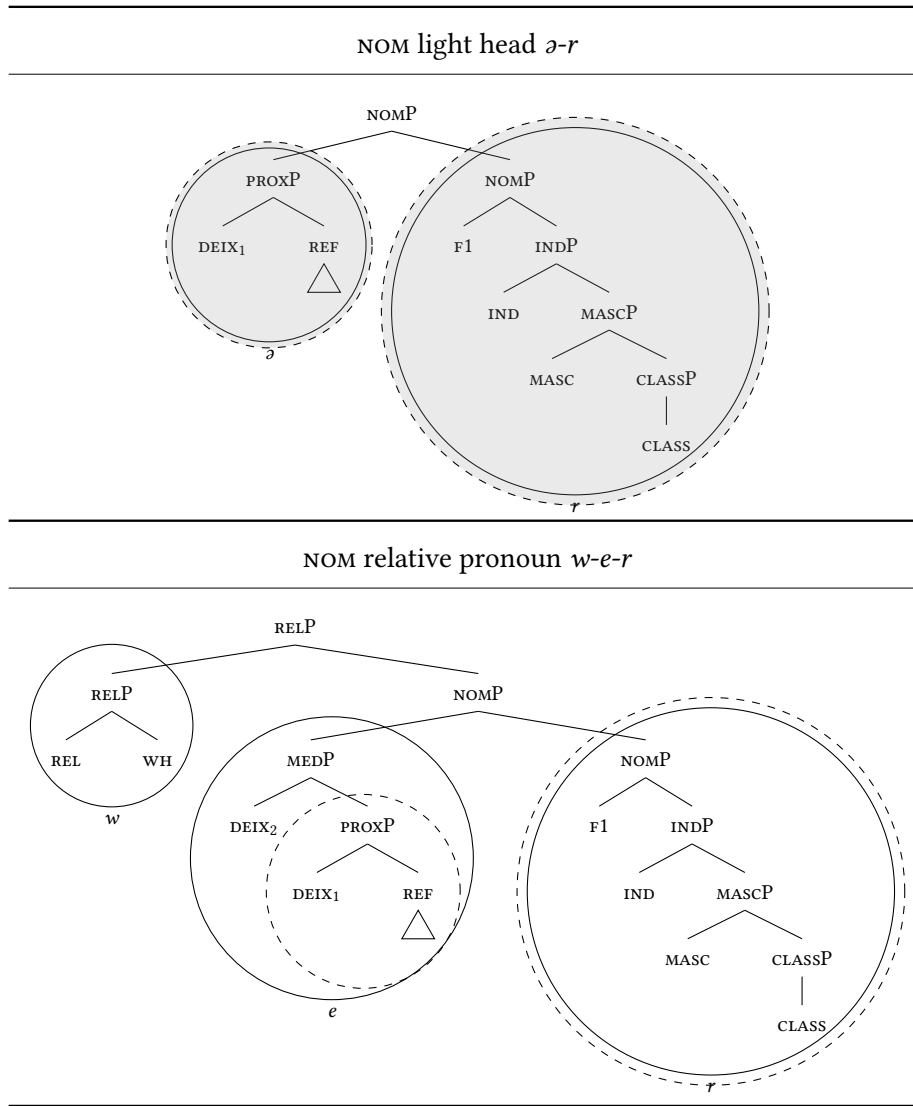 NOM light head ə-r
NOMP
PROXP NOMP
DEIX₁ REF F1 INDP
IND MASCP
ə
MASC CLASSP
CLASS
r
NOM relative pronoun w-e-r
RELP
RELP NOMP
REL WH MEDP NOMP
w
DEIX₂ PROXP F1 INDP
DEIX₁ REF IND MASCP
MASC CLASSP
e
CLASS
r